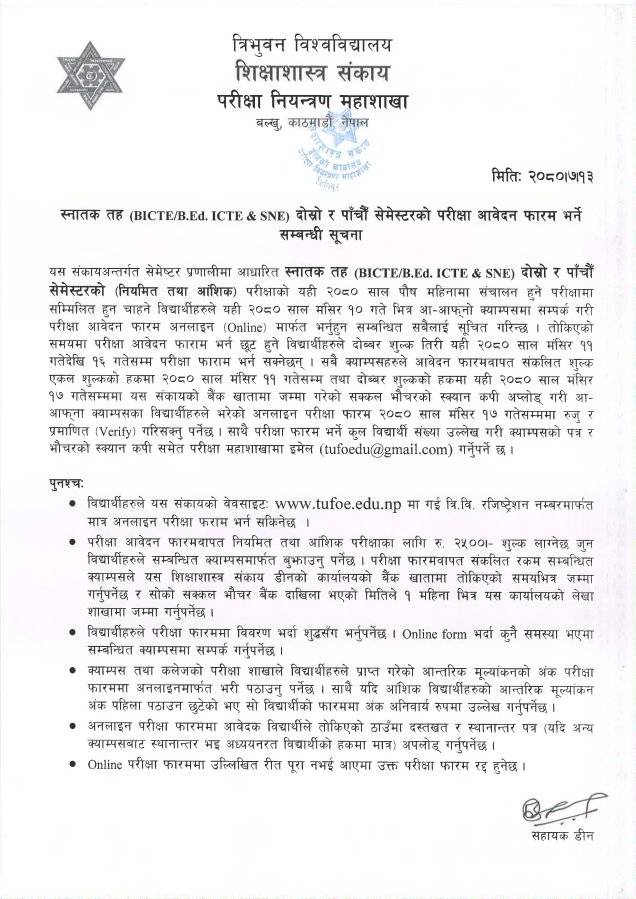 त्रिभुवन विश्वविद्यालय
शिक्षाशास्त्र संकाय
परीक्षा नियन्त्रण महाशाखा
बल्खु, काठमाडौं, नेपाल
मिति: २०८०।७।१३
स्नातक तह (BICTE/B.Ed. ICTE & SNE) दोस्रो र पाँचौं सेमेस्टरको परीक्षा आवेदन फारम भर्ने
सम्बन्धी सूचना
यस संकायअन्तर्गत सेमेष्टर प्रणालीमा आधारित स्नातक तह (BICTE/B.Ed. ICTE & SNE) दोस्रो र पाँचौं
सेमेस्टरको (नियमित तथा आंशिक) परीक्षाको यही २०८० साल पौष महिनामा संचालन हुने परीक्षामा
सम्मिलित हुन चाहने विद्यार्थीहरुले यही २०८० साल मंसिर १० गते भित्र आ-आफ्नो क्याम्पसमा सम्पर्क गरी
परीक्षा आवेदन फारम अनलाइन (Online) मार्फत भर्नुहुन सम्बन्धित सबैलाई सूचित गरिन्छ । तोकिएको
समयमा परीक्षा आवेदन फाराम भर्न छूट हुने विद्यार्थीहरुले दोब्बर शुल्क तिरी यही २०८० साल मंसिर ११
गतेदेखि १६ गतेसम्म परीक्षा फाराम भर्न सक्नेछन् । सबै क्याम्पसहरुले आवेदन फारमवापत संकलित शुल्क
एकल शुल्कको हकमा २०८० साल मंसिर ११ गतेसम्म तथा दोब्बर शुल्कको हकमा यही २०८० साल मंसिर
१७ गतेसम्ममा यस संकायको बैंक खातामा जम्मा गरेको सक्कल भौचरको स्क्यान कपी अप्लोड् गरी आ-
आफ्ना क्याम्पसका विद्यार्थीहरुले भरेको अनलाइन परीक्षा फारम २०८० साल मंसिर १७ गतेसम्ममा रुजु र
प्रमाणित (Verify) गरिसक्नु पर्नेछ । साथै परीक्षा फारम भर्ने कुल विद्यार्थी संख्या उल्लेख गरी क्याम्पसको पत्र र
भौचरको स्क्यान कपी समेत परीक्षा महाशाखामा इमेल (tufoedu@gmail.com) गर्नुपर्ने छ ।
पुनश्च:
• विद्यार्थीहरुले यस संकायको वेवसाइट: www.tufoe.edu.np मा गई त्रि.वि. रजिष्ट्रेशन नम्बरमार्फत
मात्र अनलाइन परीक्षा फराम भर्न सकिनेछ ।
• परीक्षा आवेदन फारमवापत नियमित तथा आंशिक परीक्षाका लागि रु. २५००।- शुल्क लाग्नेछ जुन
विद्यार्थीहरुले सम्बन्धित क्याम्पसमार्फत बुझाउनु पर्नेछ । परीक्षा फारमवापत संकलित रकम सम्बन्धित
क्याम्पसले यस शिक्षाशास्त्र संकाय डीनको कार्यालयको बैंक खातामा तोकिएको समयभित्र जम्मा
गर्नुपर्नेछ र सोको सक्कल भौचर बैंक दाखिला भएको मितिले १ महिना भित्र यस कार्यालयको लेखा
शाखामा जम्मा गर्नुपर्नेछ ।
• विद्यार्थीहरुले परीक्षा फारममा विवरण भर्दा शुद्धसँग भर्नुपर्नेछ । Online form भर्दा कुनै समस्या भएमा
सम्बन्धित क्याम्पसमा सम्पर्क गर्नुपर्नेछ ।
• क्याम्पस तथा कलेजको परीक्षा शाखाले विद्यार्थीहरुले प्राप्त गरेको आन्तरिक मूल्यांकनको अंक परीक्षा
फारममा अनलाइनमार्फत भरी पठाउनु पर्नेछ । साथै यदि आंशिक विद्यार्थीहरुको आन्तरिक मूल्यांकन
अंक पहिला पठाउन छुटेको भए सो विद्यार्थीको फारममा अंक अनिवार्य रुपमा उल्लेख गर्नुपर्नेछ ।
• अनलाइन परीक्षा फारममा आवेदक विद्यार्थीले तोकिएको ठाउँमा दस्तखत र स्थानान्तर पत्र (यदि अन्य
क्याम्पसबाट स्थानान्तर भइ अध्ययनरत विद्यार्थीको हकमा मात्र) अपलोड् गर्नुपर्नेछ ।
• Online परीक्षा फारममा उल्लिखित रीत पूरा नभई आएमा उक्त परीक्षा फारम रद्द हुनेछ ।
सहायक डीन